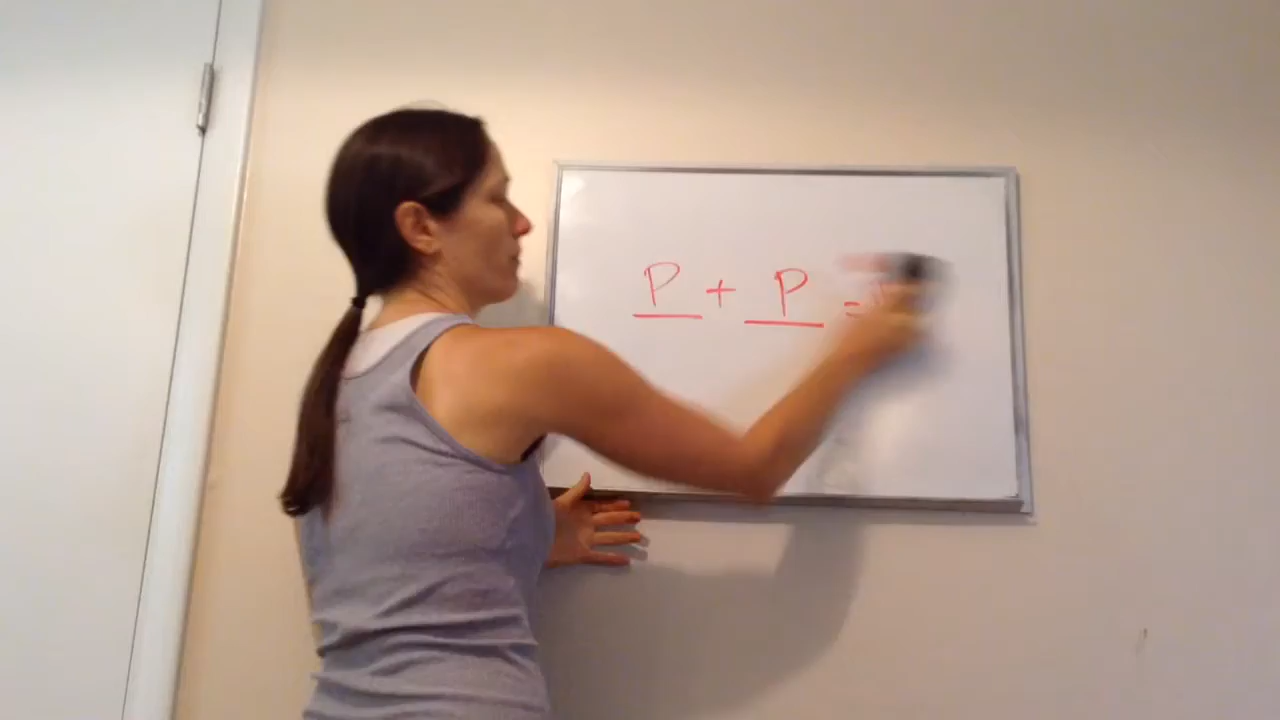 P + P =